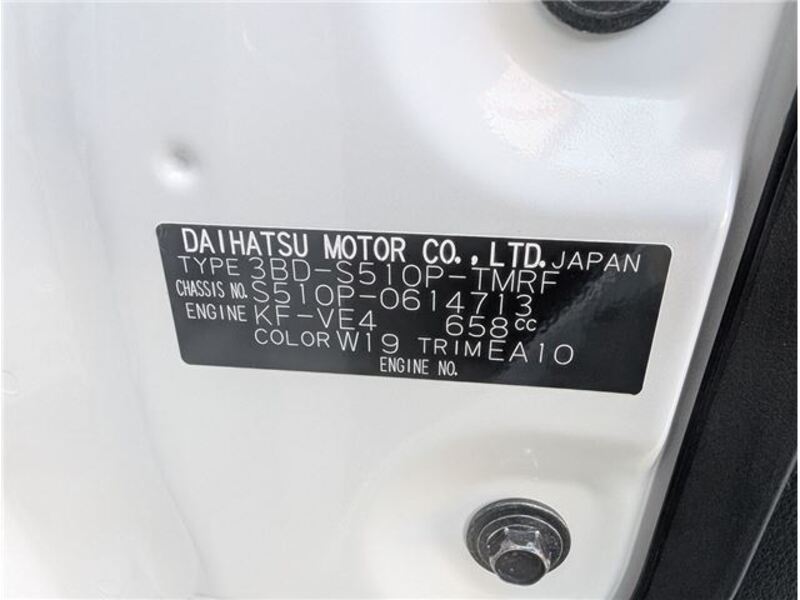 DAIHATSU MOTOR CO.,LTD. JAPAN
TYPE 3BD-S510P-TMRF
CHASSIS NO. S510P-0614713
ENGINE KF-VE4 658cc
COLOR W19 TRIM EA10
ENGINE NO.